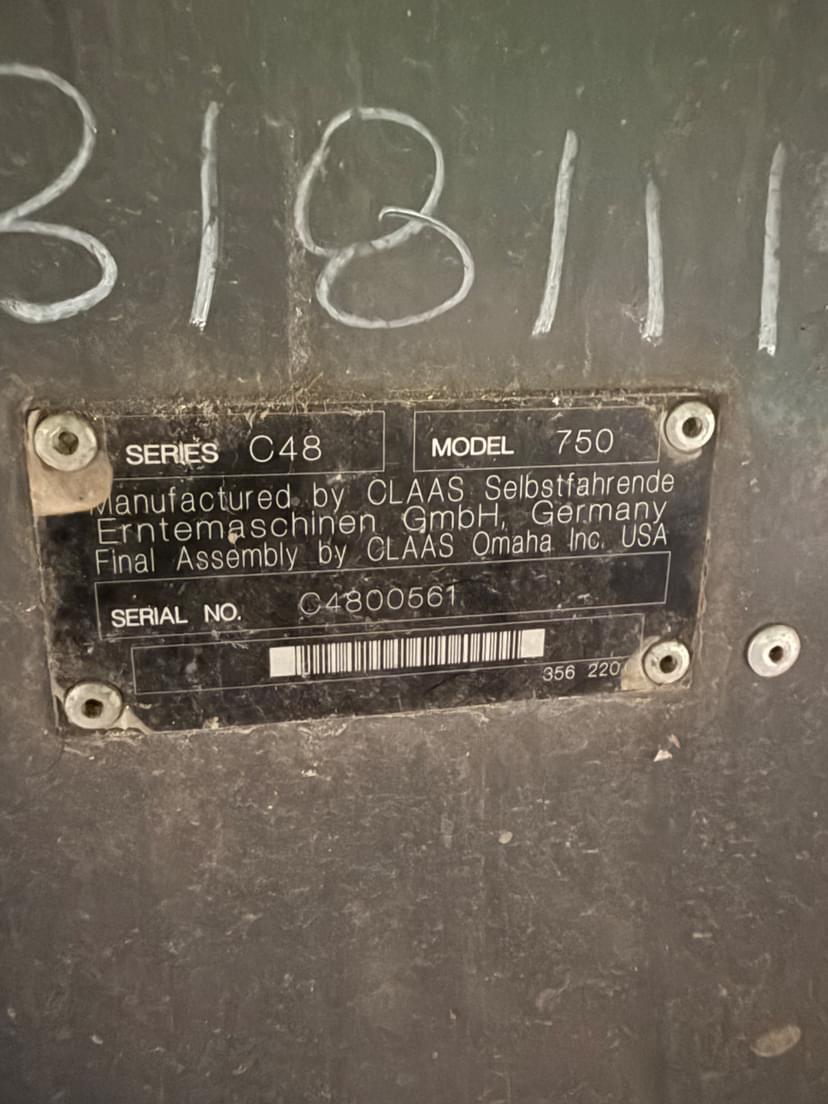 318111
SERIES C48 MODEL 750
Manufactured by CLAAS Selbstfahrende
Erntemaschinen GmbH, Germany
Final Assembly by CLAAS Omaha Inc. USA
SERIAL NO. C4800561
356 220